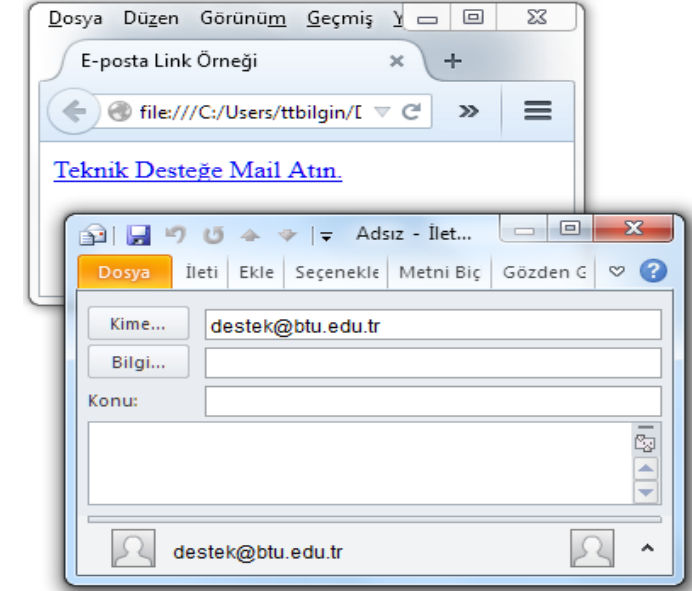 Dosya Düzen Görünüm Geçmiş Y
E-posta Link Örneği
file:///C:/Users/ttbilgin/D
Teknik Desteğe Mail Atın.
Adsız - İlet...
Dosya İleti Ekle Seçenekle Metni Biç Gözden G
Kime... destek@btu.edu.tr
Bilgi...
Konu:
destek@btu.edu.tr